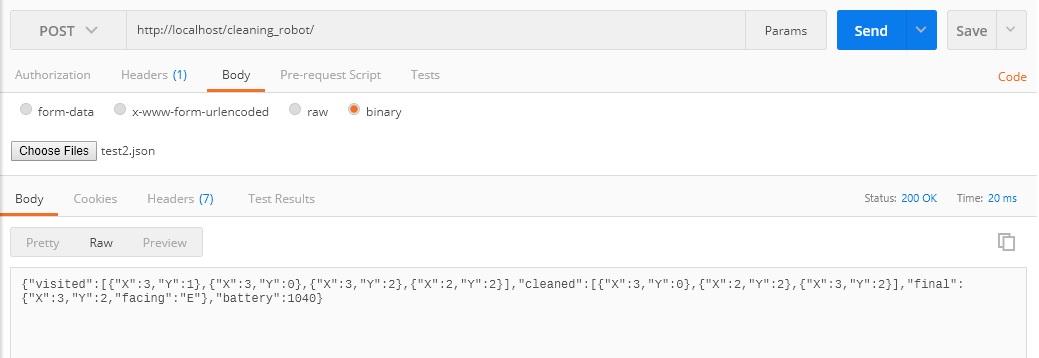 POST http://localhost/cleaning_robot/ Params Send Save
Authorization Headers (1) Body Pre-request Script Tests Code
form-data x-www-form-urlencoded raw binary
Choose Files test2.json
Body Cookies Headers (7) Test Results Status: 200 OK Time: 20 ms
Pretty Raw Preview
{"visited":[{"X":3,"Y":1},{"X":3,"Y":0},{"X":3,"Y":2},{"X":2,"Y":2}],"cleaned":[{"X":3,"Y":0},{"X":2,"Y":2},{"X":3,"Y":2}],"final":
{"X":3,"Y":2,"facing":"E"},"battery":1040}